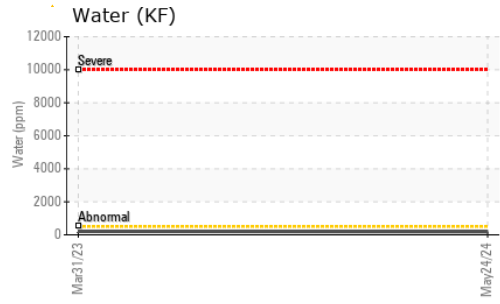 Water (KF)
12000
10000
8000
6000
4000
2000
0
Water (ppm)
Severe
Abnormal
Mar31/23
May24/24